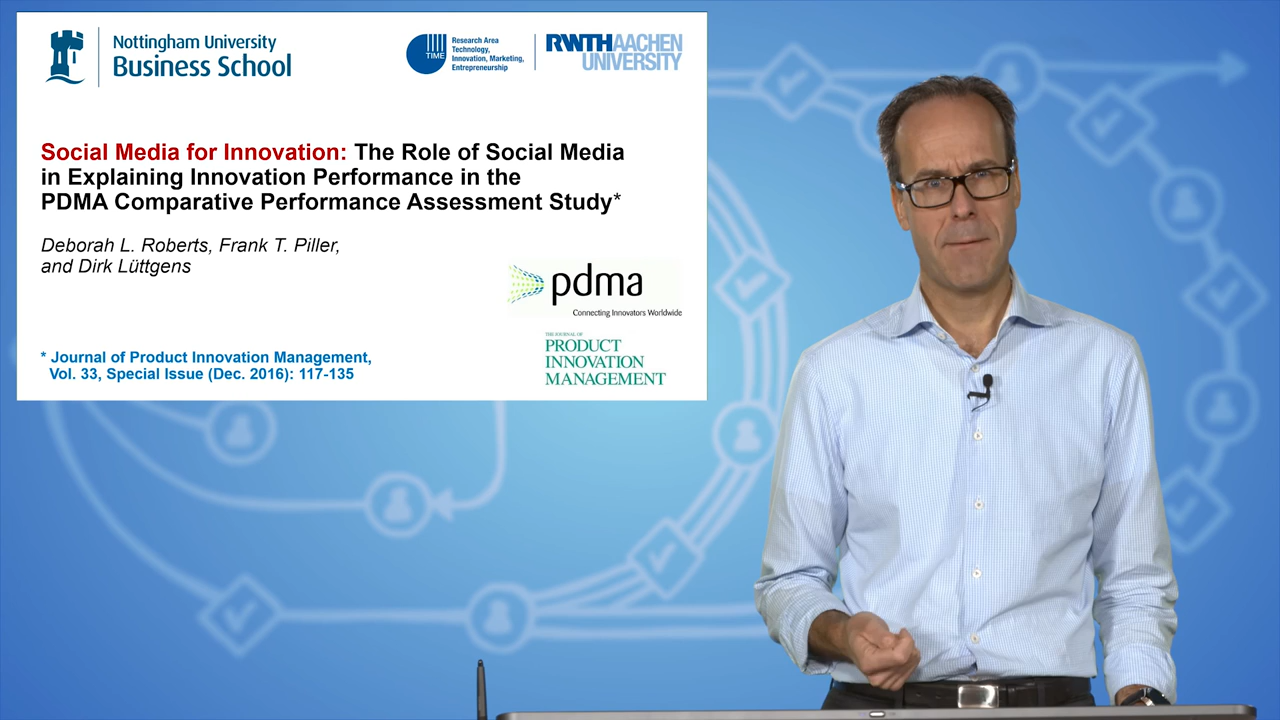 Nottingham University
Business School
TIME
Research Area
Technology,
Innovation, Marketing,
Entrepreneurship
RWTHAACHEN
UNIVERSITY
Social Media for Innovation: The Role of Social Media
in Explaining Innovation Performance in the
PDMA Comparative Performance Assessment Study*
Deborah L. Roberts, Frank T. Piller,
and Dirk Lüttgens
pdma
Connecting Innovators Worldwide
THE JOURNAL OF
PRODUCT
INNOVATION
MANAGEMENT
* Journal of Product Innovation Management,
Vol. 33, Special Issue (Dec. 2016): 117-135